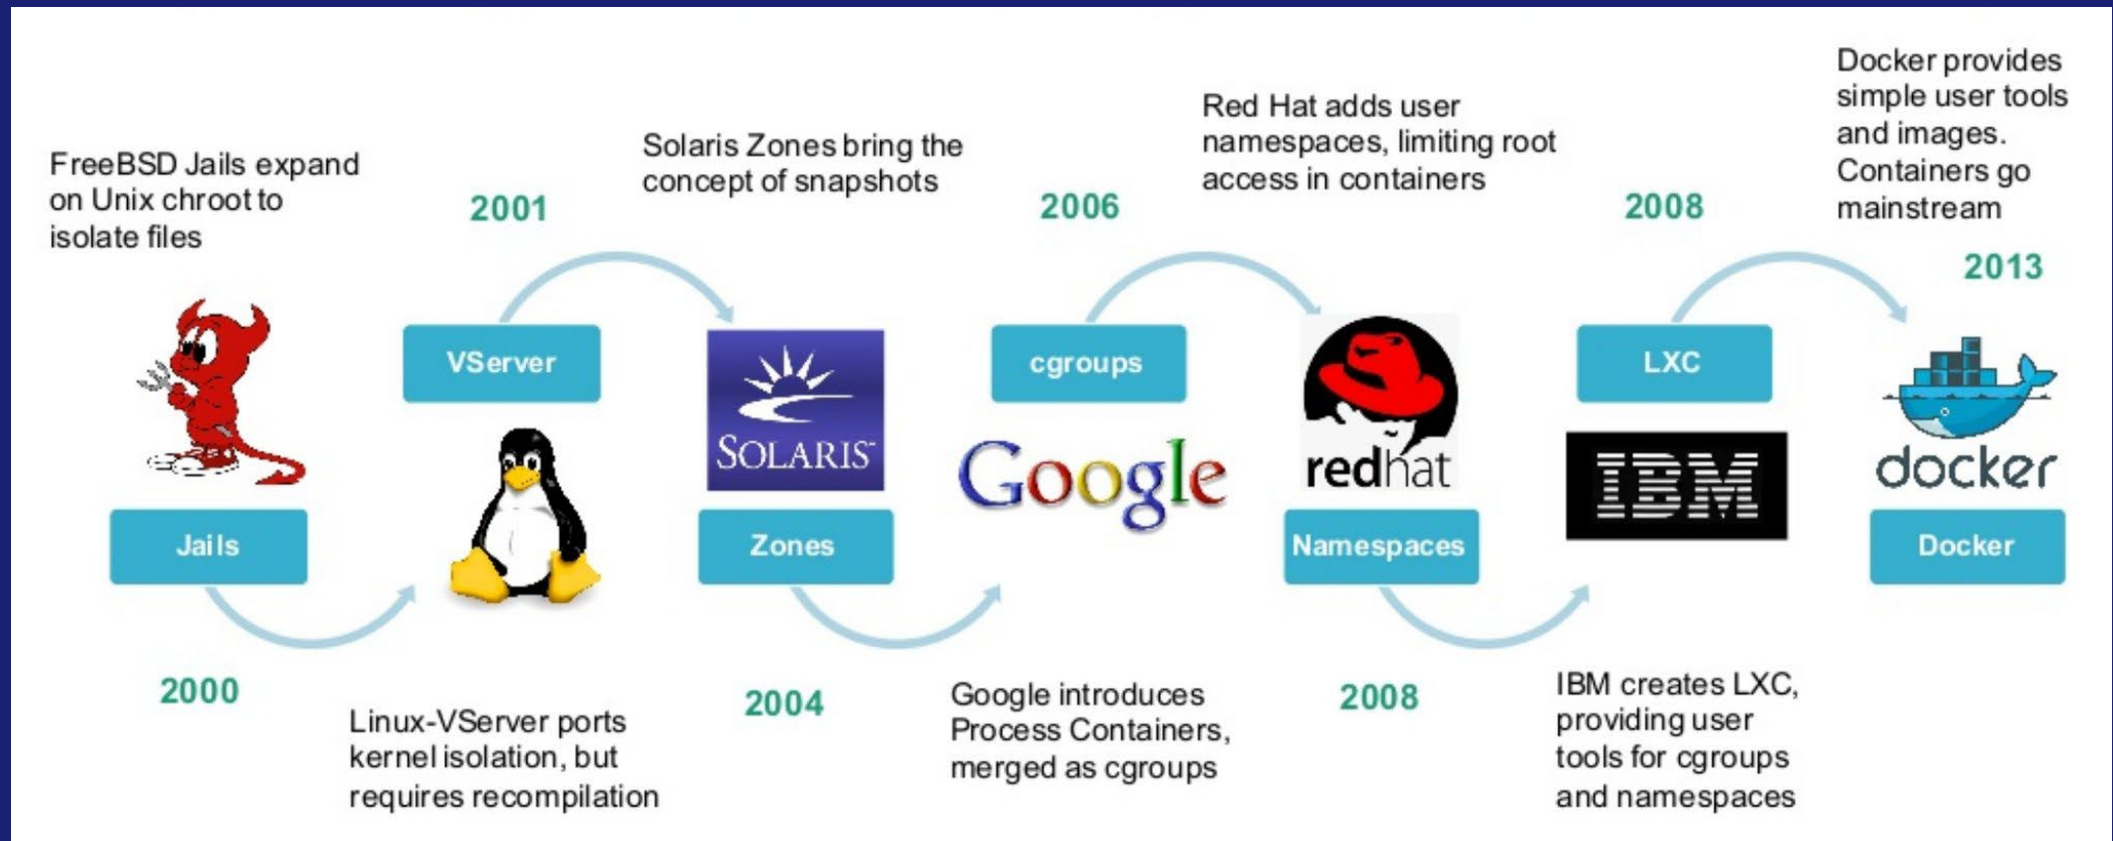 FreeBSD Jails expand
on Unix chroot to
isolate files
Jails
2000
2001
VServer
Linux-VServer ports
kernel isolation, but
requires recompilation
Solaris Zones bring the
concept of snapshots
SOLARIS
Zones
2004
2006
cgroups
Google
Google introduces
Process Containers,
merged as cgroups
Red Hat adds user
namespaces, limiting root
access in containers
redhat
Namespaces
2008
2008
LXC
IBM
IBM creates LXC,
providing user
tools for cgroups
and namespaces
Docker provides
simple user tools
and images.
Containers go
mainstream
2013
docker
Docker